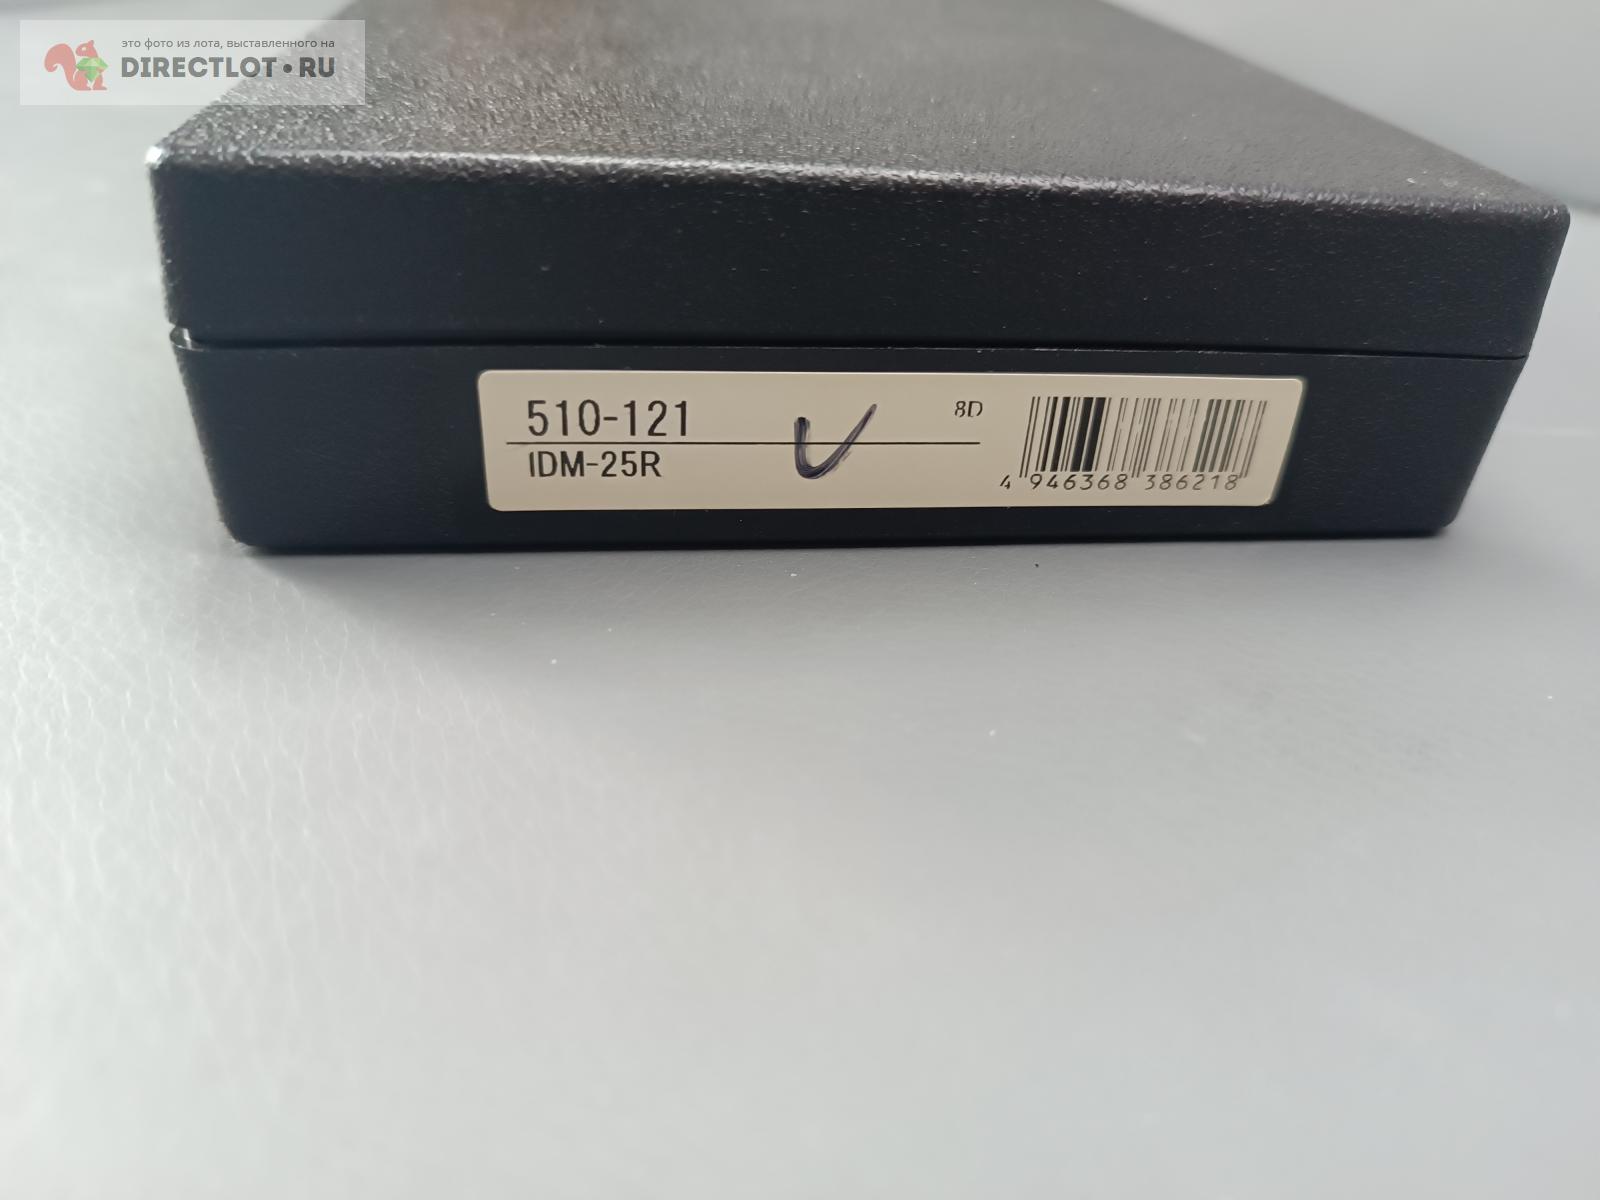 это фото из лота, выставленного на
DIRECTLOT•RU
510-121
8D
IDM-25R
4 946368 386218